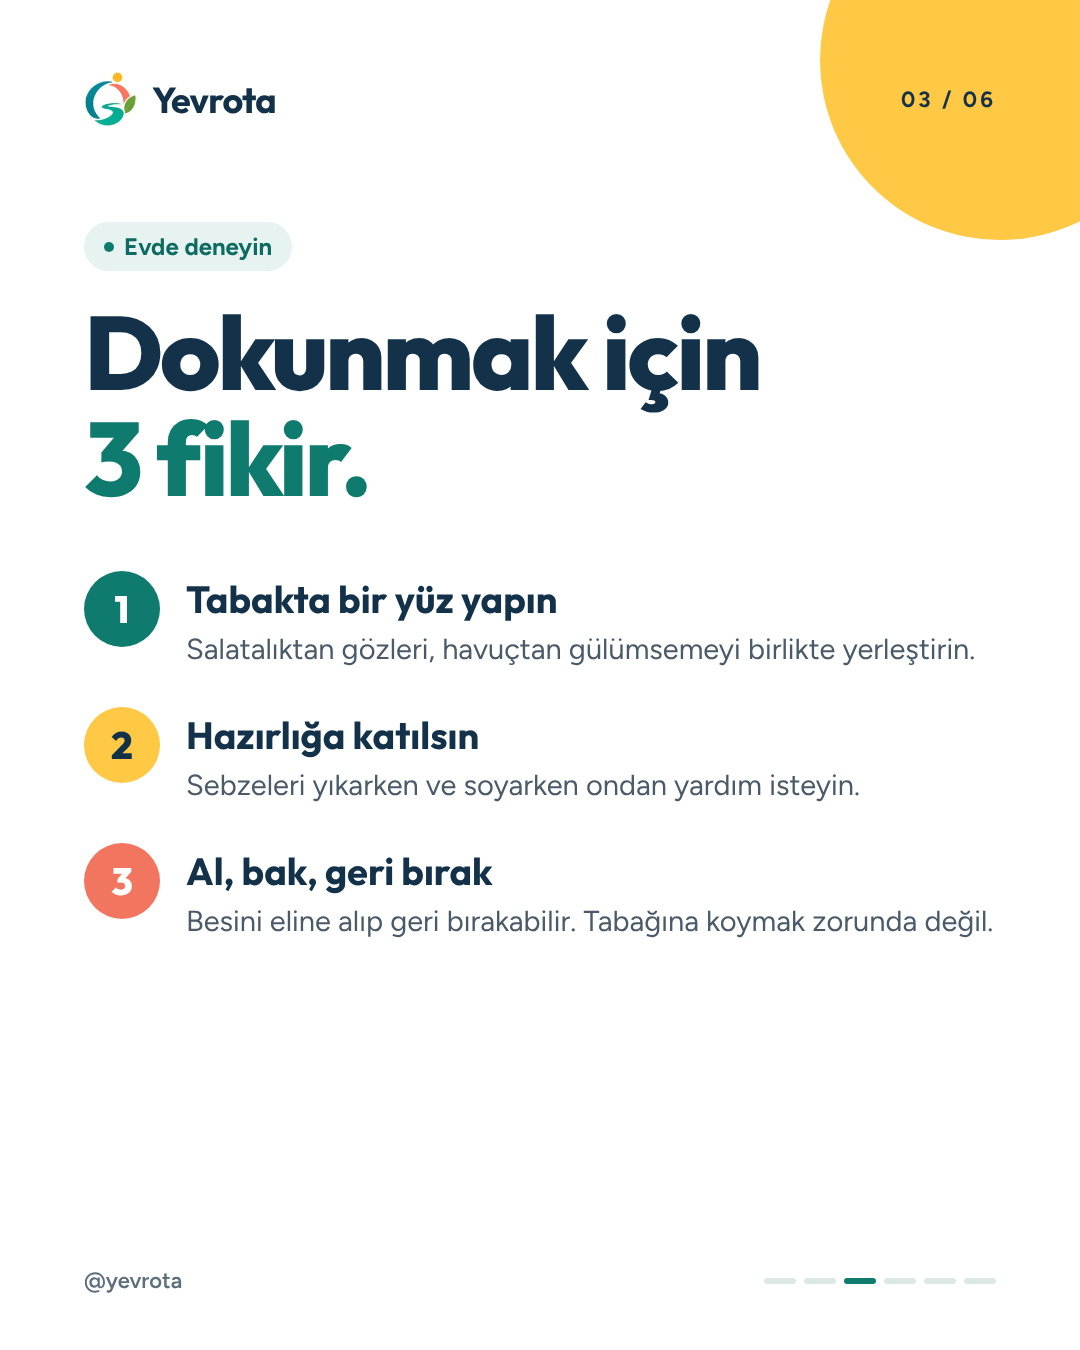 Yevrota
03 / 06
Evde deneyin
Dokunmak için
3 fikir.
1
Tabakta bir yüz yapın
Salatalıktan gözleri, havuçtan gülümsemeyi birlikte yerleştirin.
2
Hazırlığa katılsın
Sebzeleri yıkarken ve soyarken ondan yardım isteyin.
3
Al, bak, geri bırak
Besini eline alıp geri bırakabilir. Tabağına koymak zorunda değil.
@yevrota